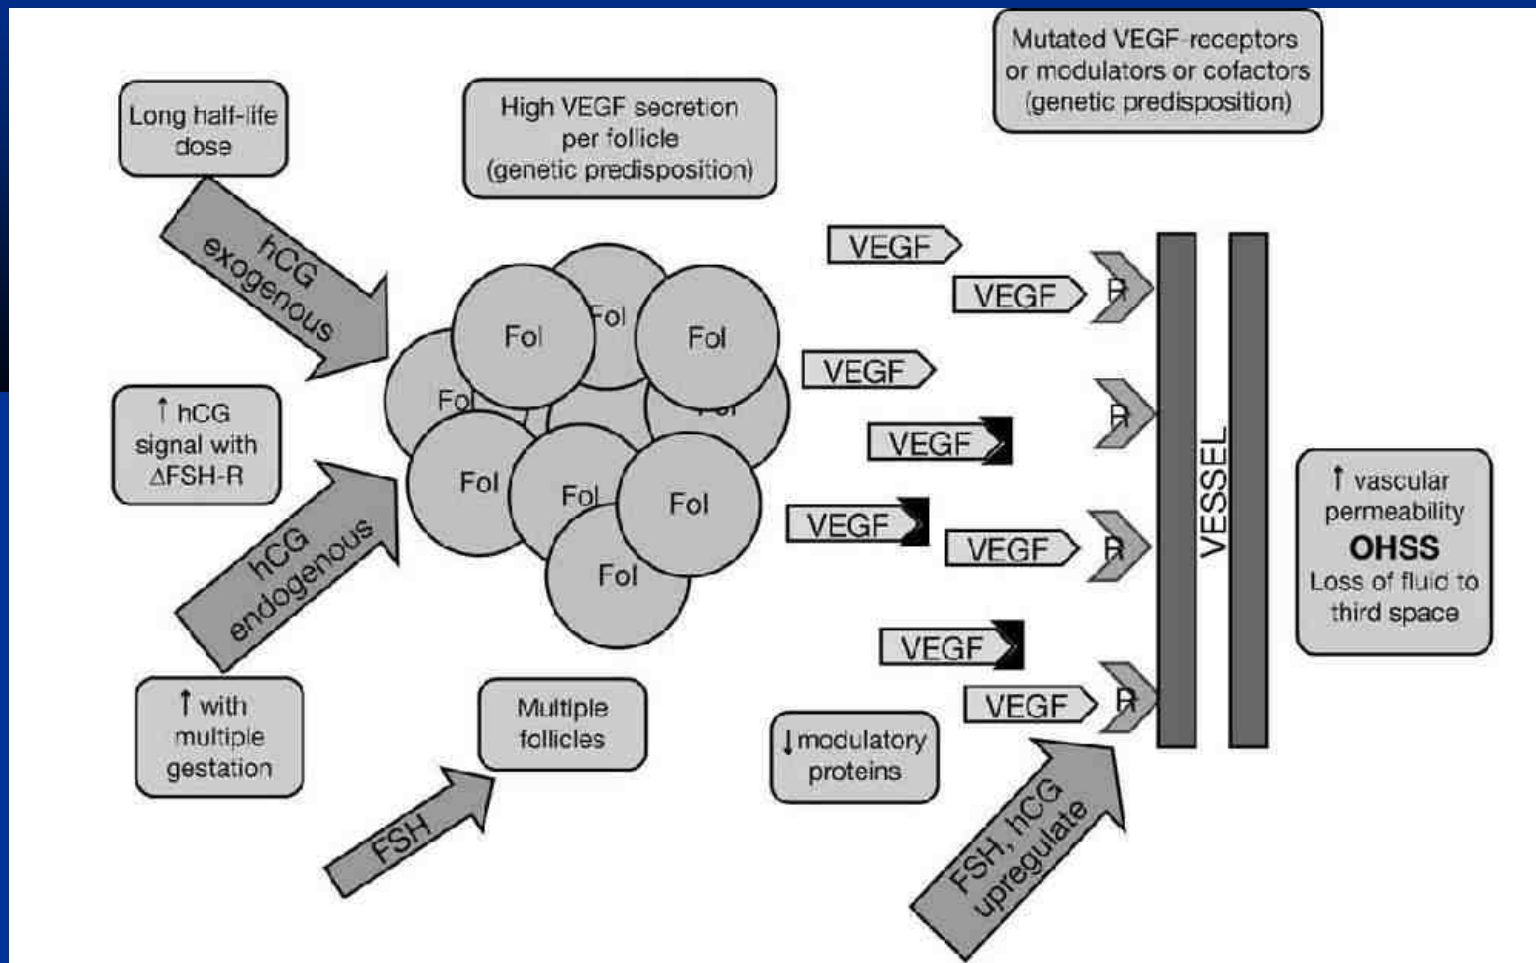 Long half-life
dose
High VEGF secretion
per follicle
(genetic predisposition)
Mutated VEGF-receptors
or modulators or cofactors
(genetic predisposition)
hCG
exogenous
↑ hCG
signal with
ΔFSH-R
hCG
endogenous
↑ with
multiple
gestation
FSH
Multiple
follicles
Fol
Fol
Fol
Fol
Fol
Fol
Fol
Fol
Fol
VEGF
VEGF
VEGF
VEGF
VEGF
VEGF
VEGF
VEGF
R
R
R
R
↓ modulatory
proteins
FSH, hCG
upregulate
VESSEL
↑ vascular
permeability
OHSS
Loss of fluid to
third space